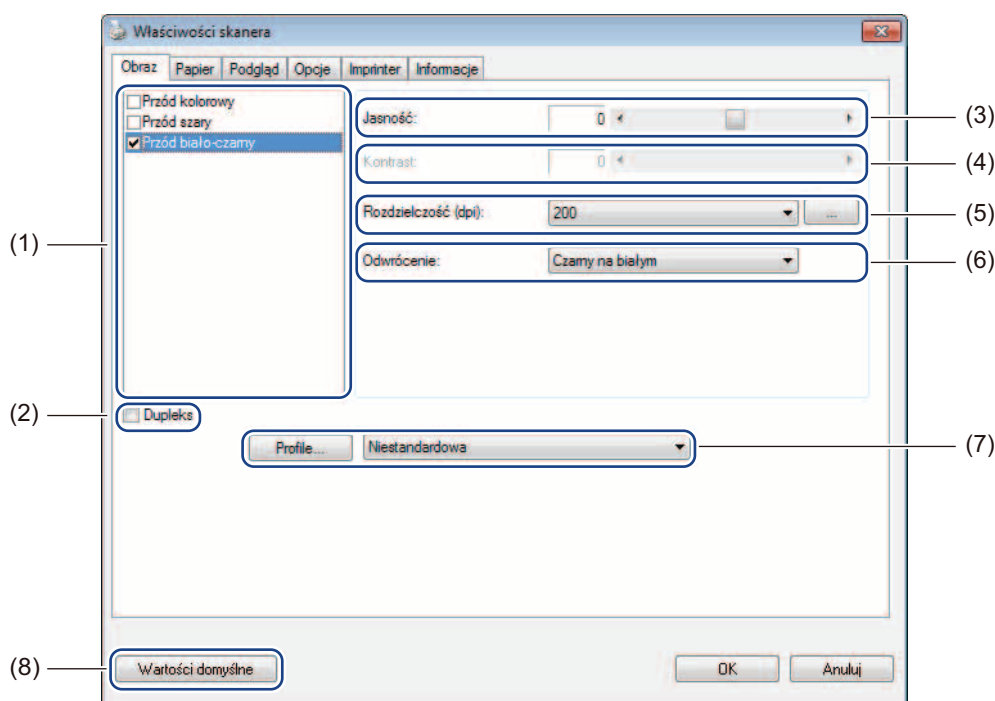 Właściwości skanera
Obraz Papier Podgląd Opcje Imprinter Informacje
Przód kolorowy
Przód szary
Przód biało-czarny
Jasność: 0
(3)
Kontrast: 0
(4)
Rozdzielczość (dpi): 200 ...
(5)
(1)
Odwrócenie: Czarny na białym
(6)
(2)
Dupleks
Profile... Niestandardowa
(7)
(8)
Wartości domyślne OK Anuluj